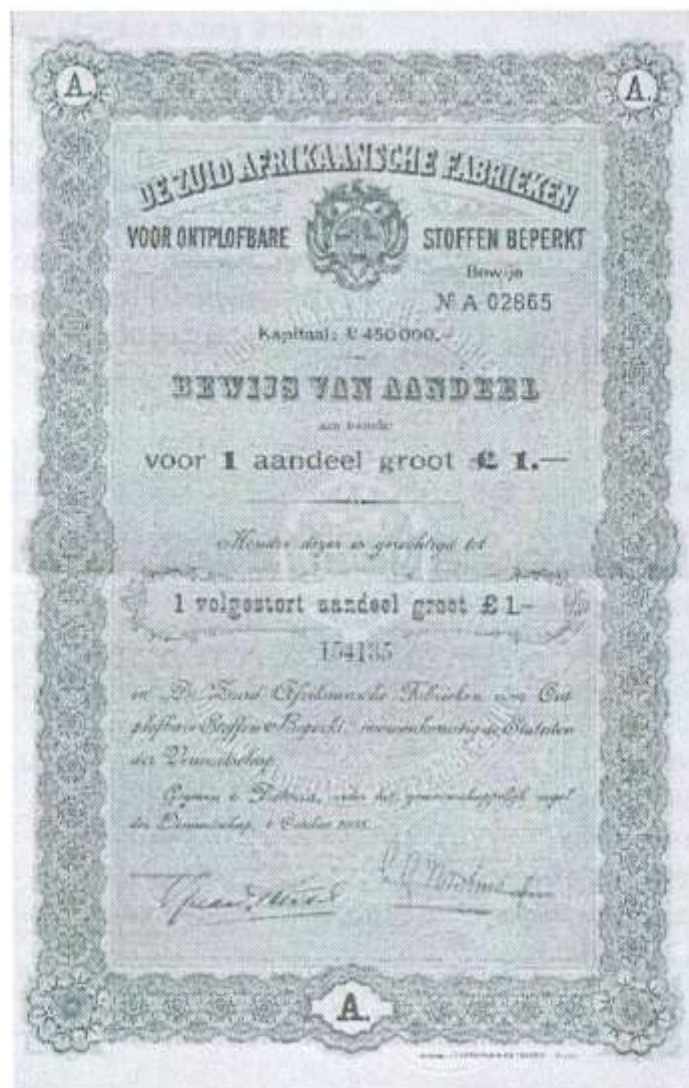 A. A.
DE ZUID AFRIKAANSCHE FABRIEKEN
VOOR ONTPLOFBARE STOFFEN BEPERKT
Bewijs
No A 02865
Kapitaal: £ 450000.-
BEWIJS VAN AANDEEL
aan toonder
voor 1 aandeel groot £ 1.—
Houder dezer is gerechtigd tot
1 volgestort aandeel groot £ 1.-
154135
in De Zuid Afrikaansche Fabrieken voor Ont
plofbare Stoffen Beperkt, overeenkomstig de Statuten
der Vennootschap.
Gegeven te Pretoria, onder het gemeenschappelijk zegel
der Vennootschap, October
A.